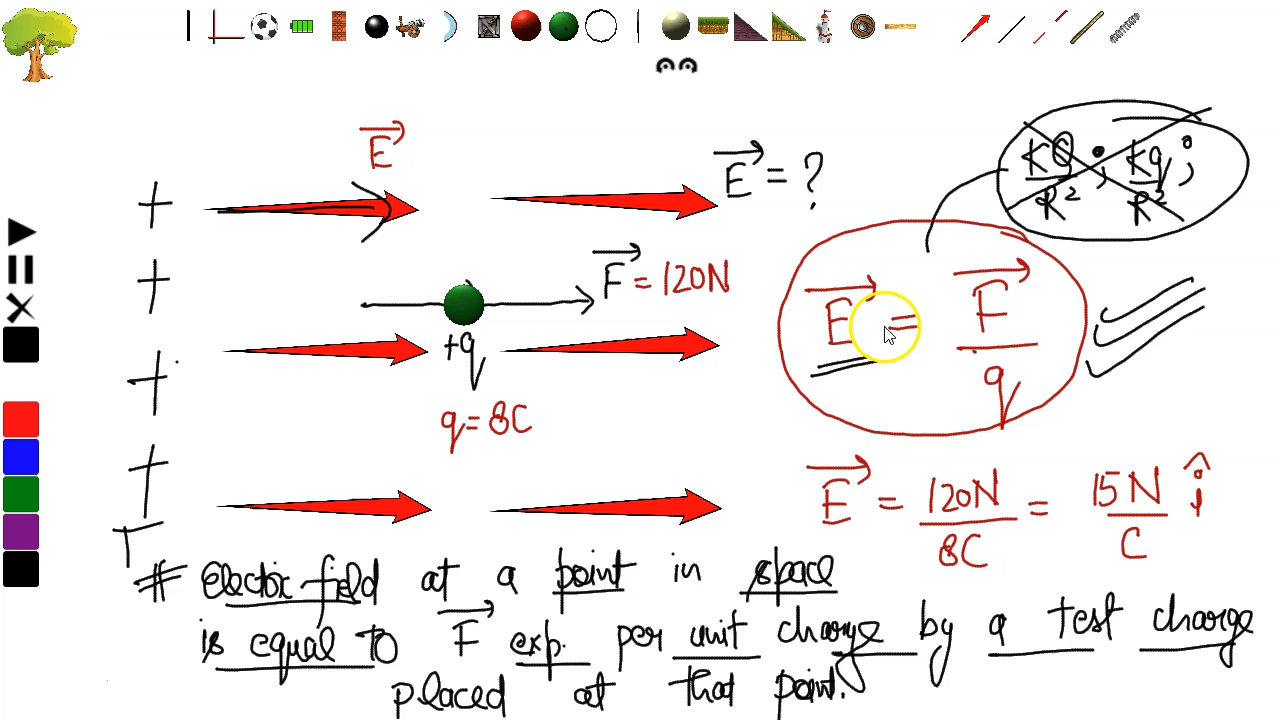 E
E = ?
KQ/R² ; Kq/R² ;
F = 120N
E = F/q
+q
q = 8C
E = 120N/8C = 15N/C î
# electric field at a point in space
is equal to F exp. per unit charge by a test charge
placed at that point.